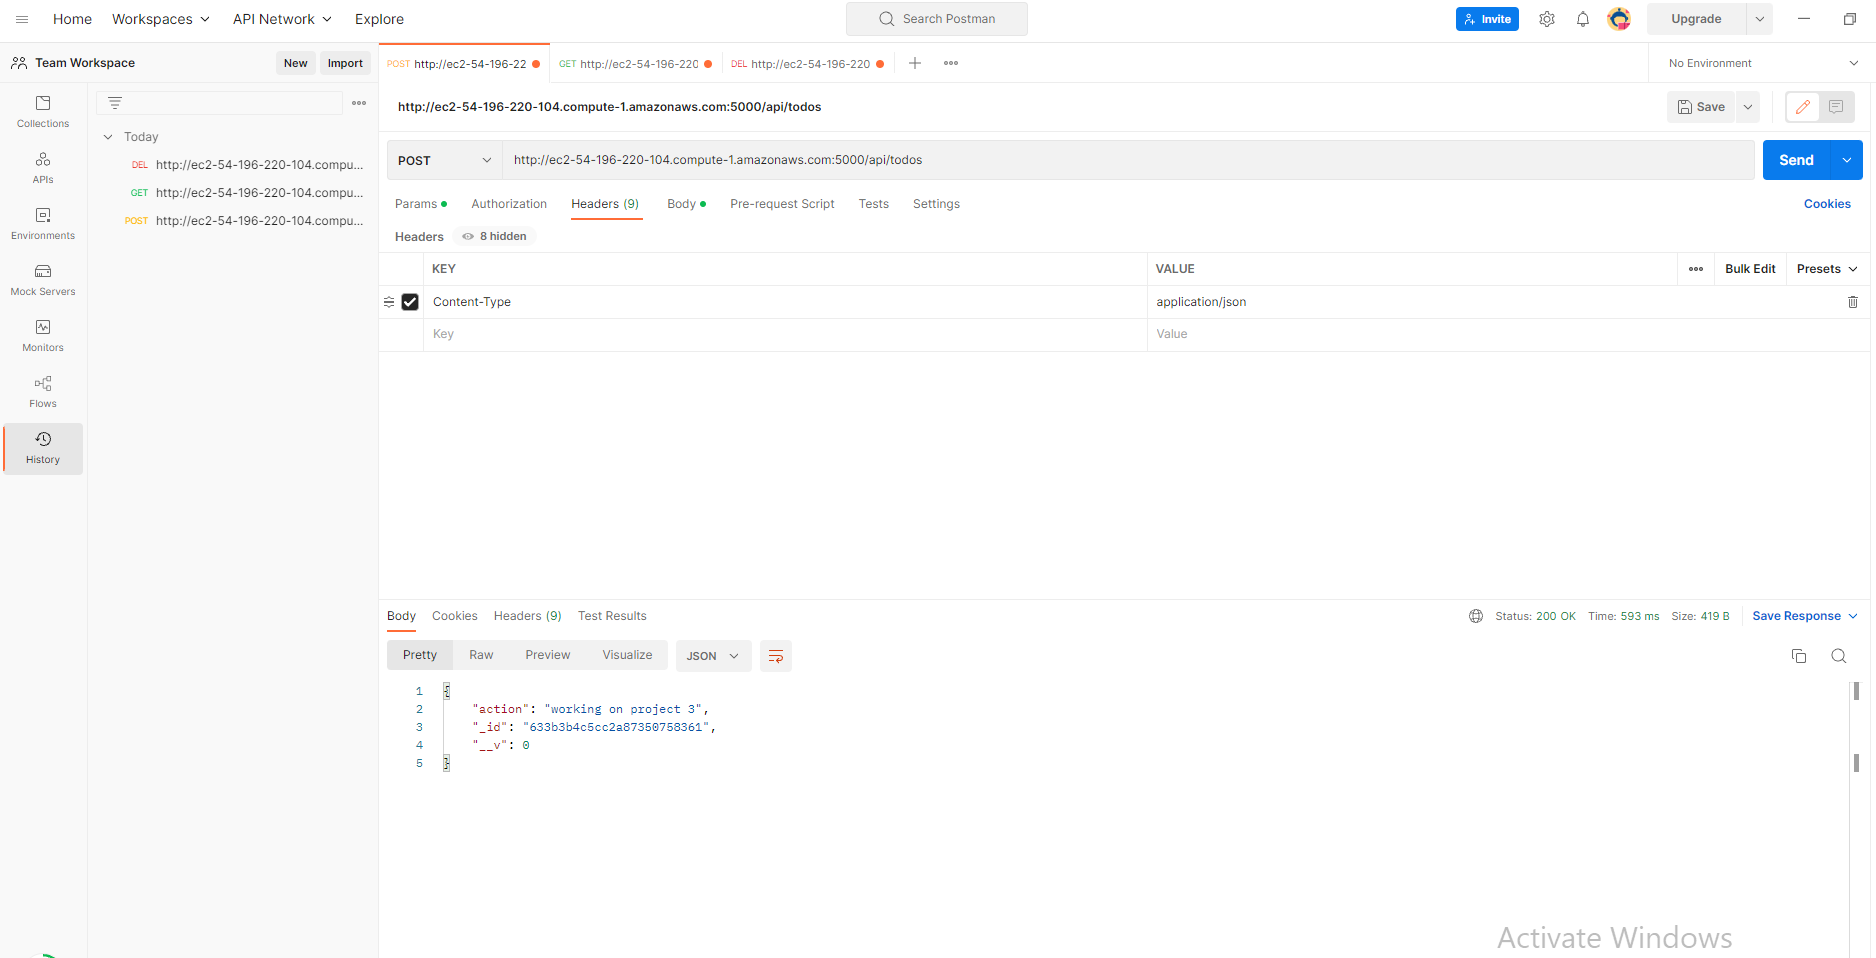 Home Workspaces API Network Explore Search Postman Invite Upgrade
Team Workspace New Import
POST http://ec2-54-196-22 GET http://ec2-54-196-220 DEL http://ec2-54-196-220 No Environment
Collections
APIs
Environments
Mock Servers
Monitors
Flows
History
Today
DEL http://ec2-54-196-220-104.compu...
GET http://ec2-54-196-220-104.compu...
POST http://ec2-54-196-220-104.compu...
http://ec2-54-196-220-104.compute-1.amazonaws.com:5000/api/todos Save
POST http://ec2-54-196-220-104.compute-1.amazonaws.com:5000/api/todos Send
Params Authorization Headers (9) Body Pre-request Script Tests Settings Cookies
Headers 8 hidden
KEY VALUE Bulk Edit Presets
Content-Type application/json
Key Value
Body Cookies Headers (9) Test Results Status: 200 OK Time: 593 ms Size: 419 B Save Response
Pretty Raw Preview Visualize JSON
1 {
2 "action": "working on project 3",
3 "_id": "633b3b4c5cc2a87350758361",
4 "__v": 0
5 }
Activate Windows